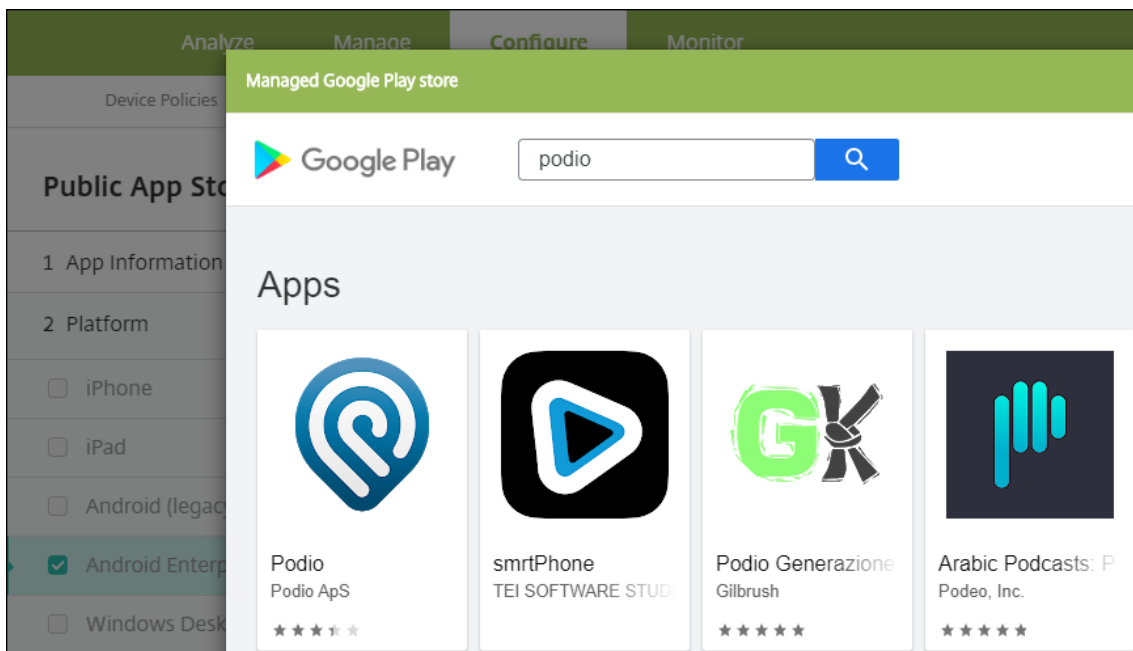 Analyze Manage Configure Monitor
Managed Google Play store
Device Policies
Google Play
podio
Public App Sto
1 App Information
Apps
2 Platform
iPhone
iPad
Android (legacy
Android Enterp
Windows Desk
GK
Podio
Podio ApS
smrtPhone
TEI SOFTWARE STUD
Podio Generazione
Gilbrush
Arabic Podcasts: P
Podeo, Inc.